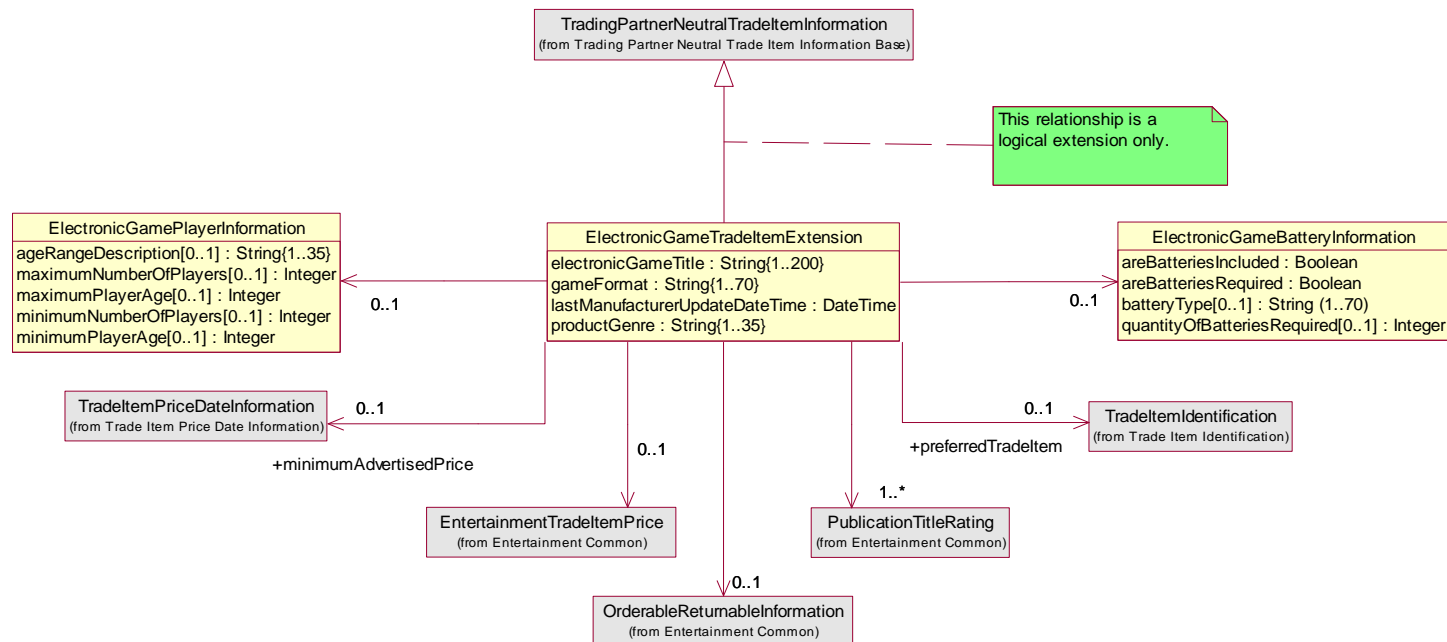 TradingPartnerNeutralTradeItemInformation
(from Trading Partner Neutral Trade Item Information Base)
This relationship is a
logical extension only.
ElectronicGamePlayerInformation
ageRangeDescription[0..1] : String{1..35}
maximumNumberOfPlayers[0..1] : Integer
maximumPlayerAge[0..1] : Integer
minimumNumberOfPlayers[0..1] : Integer
minimumPlayerAge[0..1] : Integer
0..1
ElectronicGameTradeItemExtension
electronicGameTitle : String{1..200}
gameFormat : String{1..70}
lastManufacturerUpdateDateTime : DateTime
productGenre : String{1..35}
0..1
ElectronicGameBatteryInformation
areBatteriesIncluded : Boolean
areBatteriesRequired : Boolean
batteryType[0..1] : String (1..70)
quantityOfBatteriesRequired[0..1] : Integer
TradeItemPriceDateInformation
(from Trade Item Price Date Information)
0..1
+minimumAdvertisedPrice
0..1
0..1
+preferredTradeItem
TradeItemIdentification
(from Trade Item Identification)
1..*
EntertainmentTradeItemPrice
(from Entertainment Common)
PublicationTitleRating
(from Entertainment Common)
0..1
OrderableReturnableInformation
(from Entertainment Common)